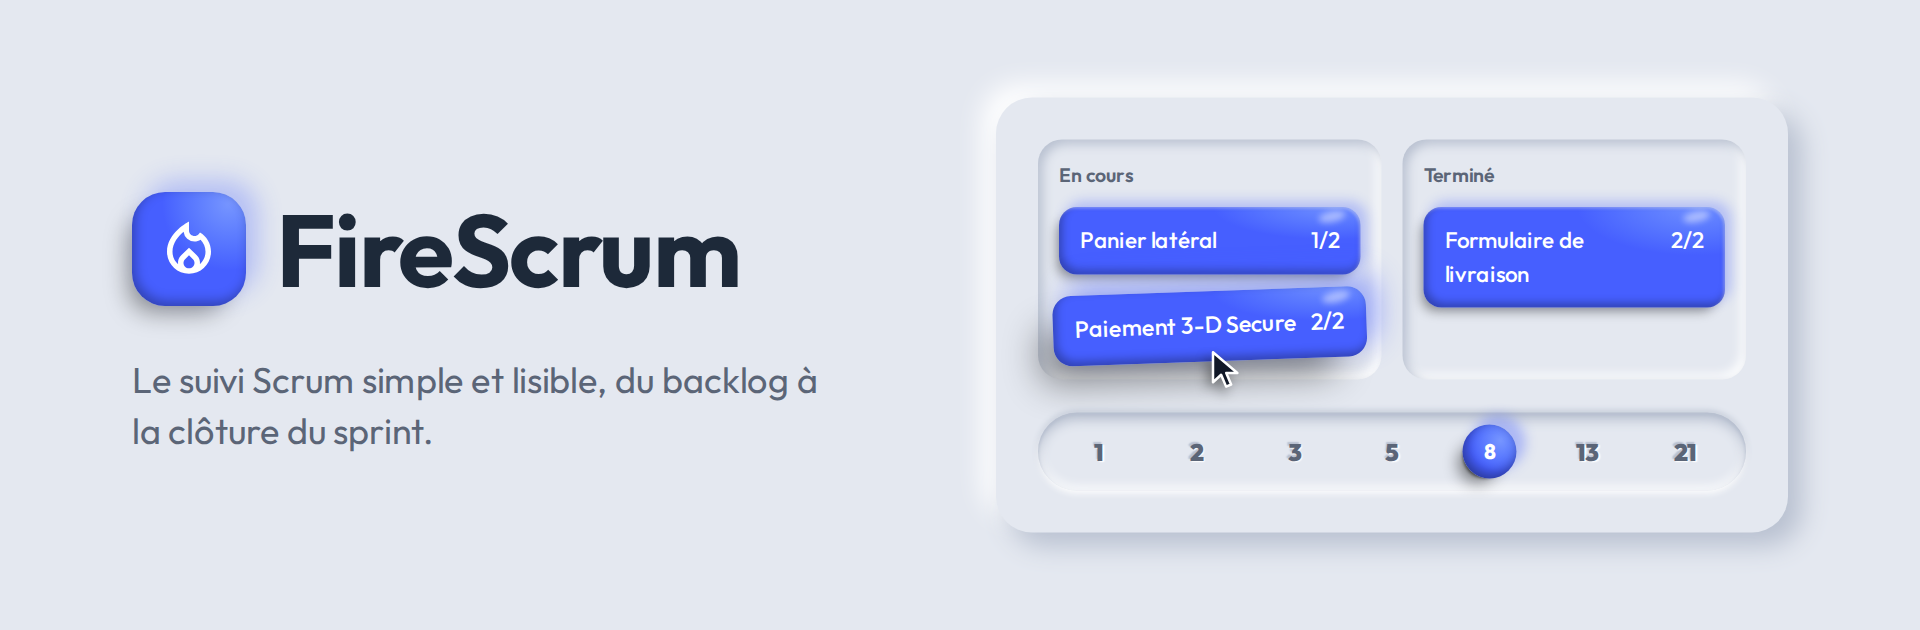 FireScrum
Le suivi Scrum simple et lisible, du backlog à
la clôture du sprint.
En cours
Panier latéral 1/2
Paiement 3-D Secure 2/2
Terminé
Formulaire de 2/2
livraison
1 2 3 5 8 13 21